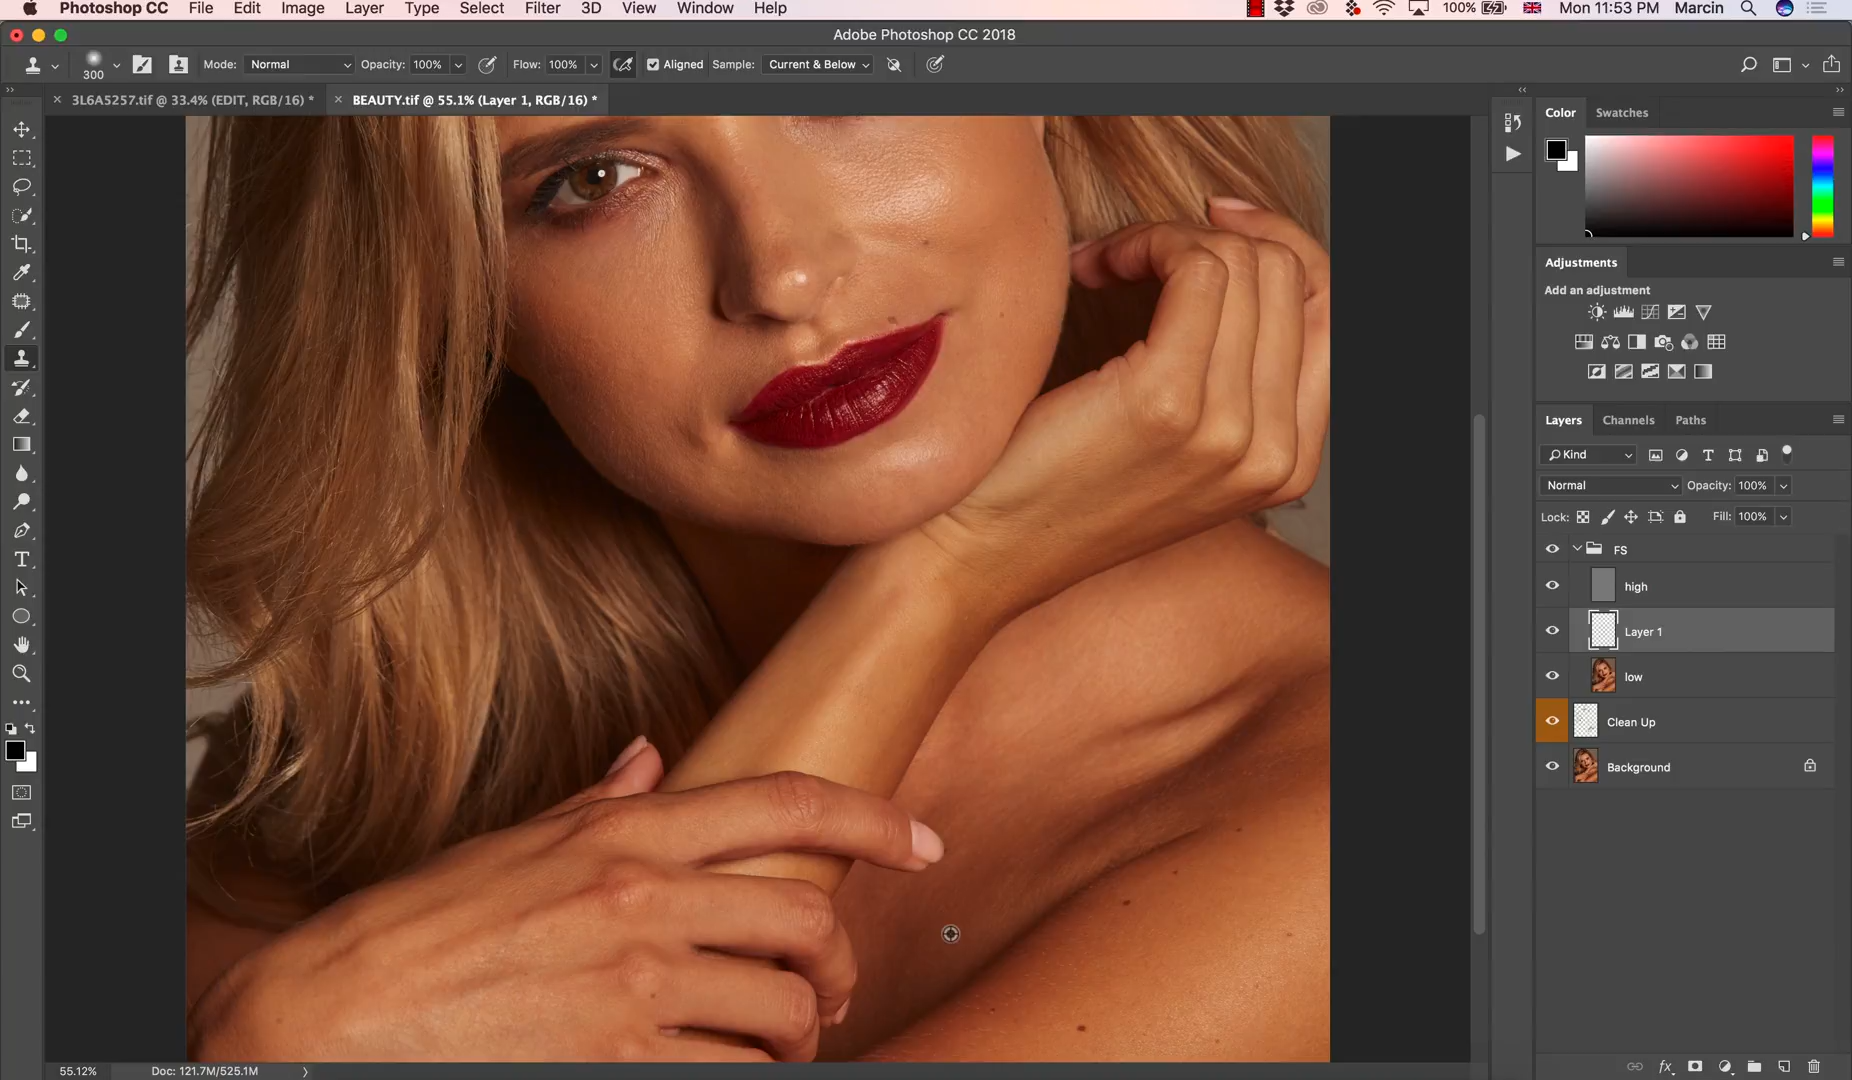 Photoshop CC File Edit Image Layer Type Select Filter 3D View Window Help 100% Mon 11:53 PM Marcin
Adobe Photoshop CC 2018
300 Mode: Normal Opacity: 100% Flow: 100% Aligned Sample: Current & Below
3L6A5257.tif @ 33.4% (EDIT, RGB/16) * BEAUTY.tif @ 55.1% (Layer 1, RGB/16) *
Color Swatches
Adjustments
Add an adjustment
Layers Channels Paths
Kind
Normal Opacity: 100%
Lock: Fill: 100%
FS
high
Layer 1
low
Clean Up
Background
55.12% Doc: 121.7M/525.1M